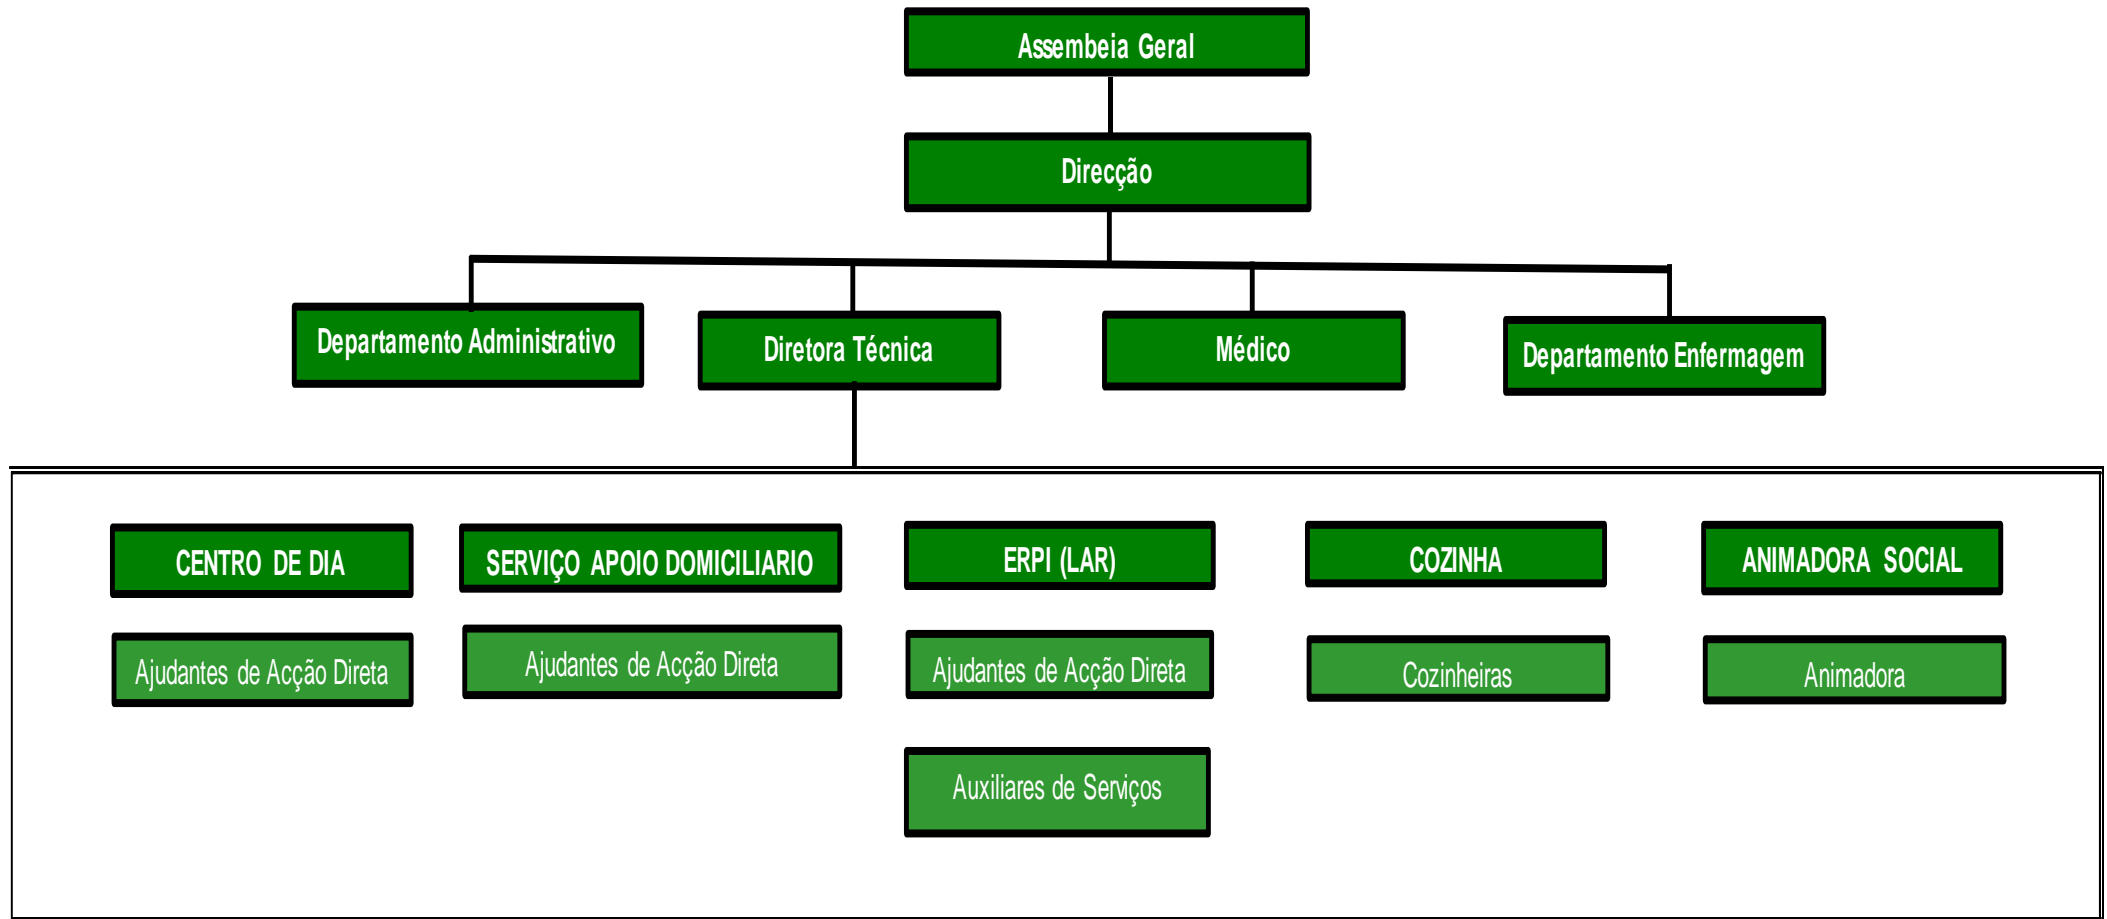 Assembeia Geral
Direcção
Departamento Administrativo
Diretora Técnica
Médico
Departamento Enfermagem
CENTRO DE DIA
SERVIÇO APOIO DOMICILIARIO
ERPI (LAR)
COZINHA
ANIMADORA SOCIAL
Ajudantes de Acção Direta
Ajudantes de Acção Direta
Ajudantes de Acção Direta
Cozinheiras
Animadora
Auxiliares de Serviços